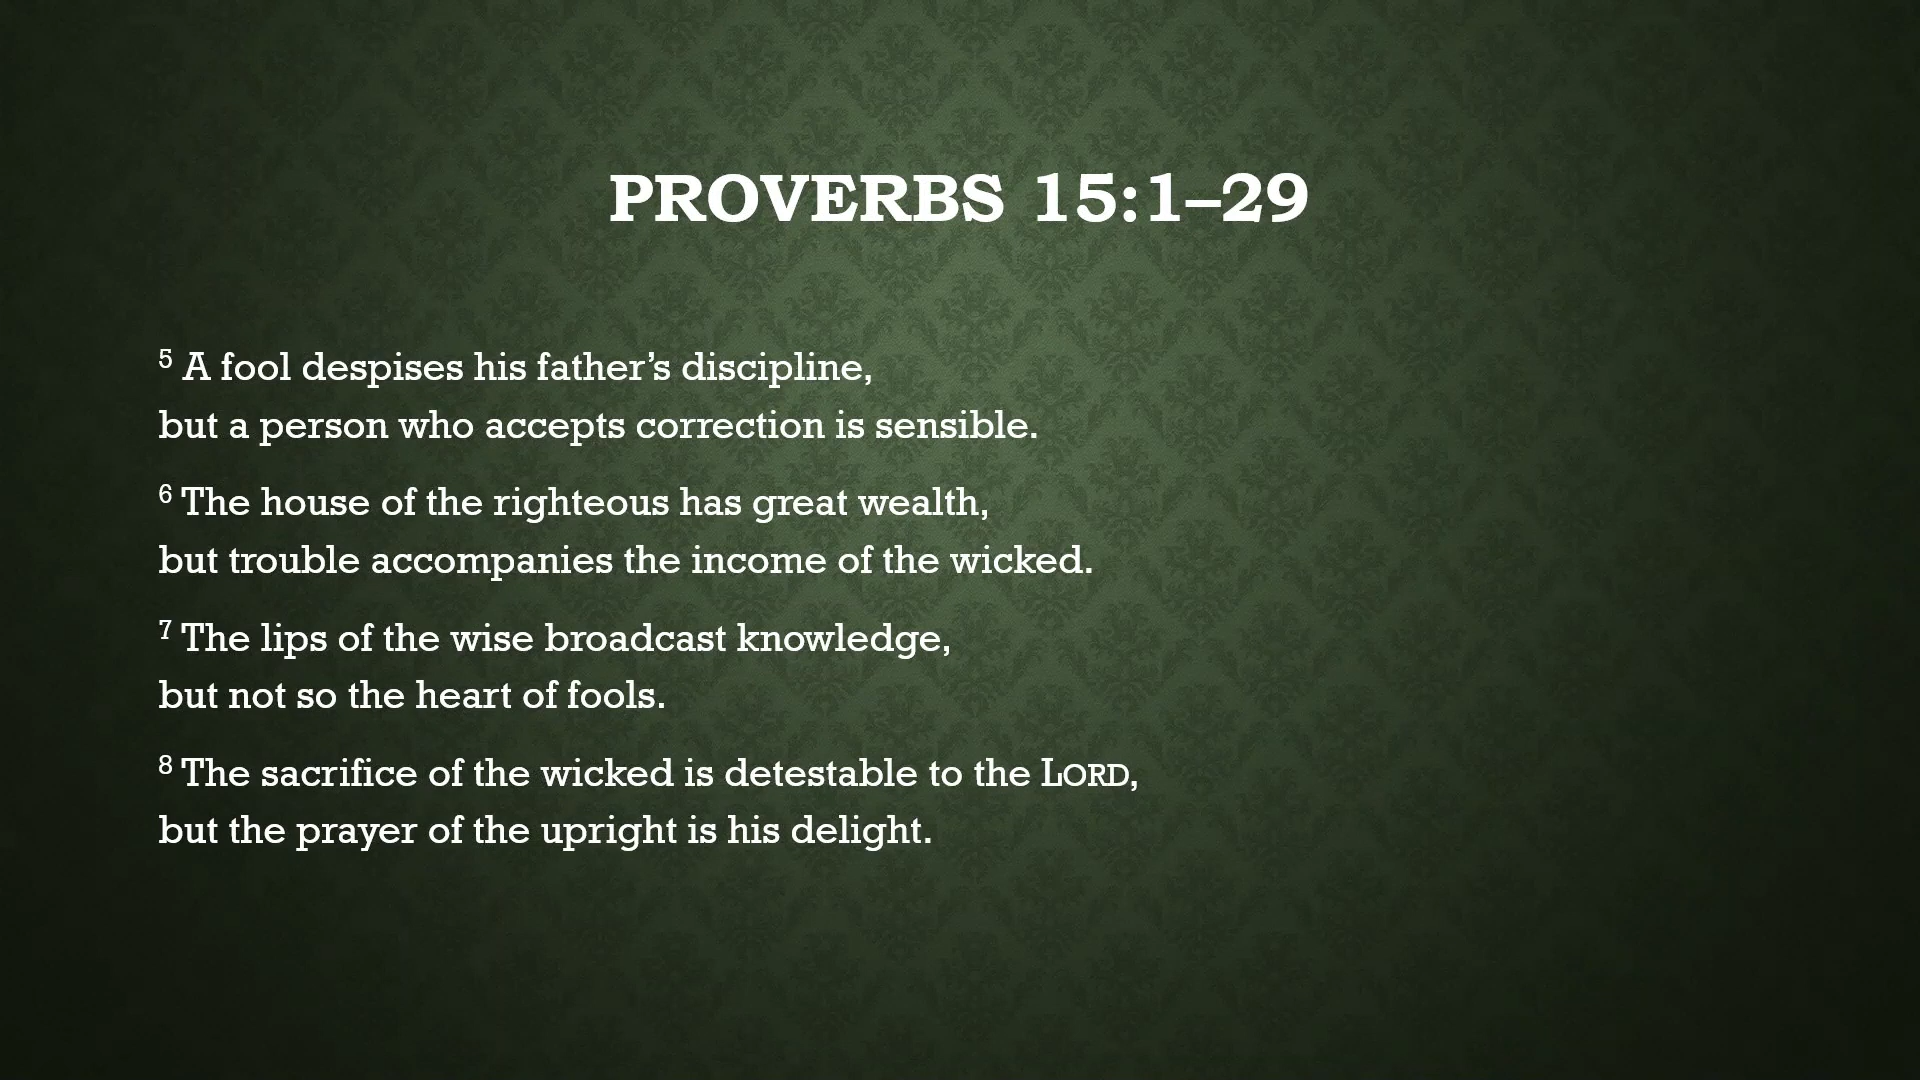 PROVERBS 15:1–29
5 A fool despises his father’s discipline,
but a person who accepts correction is sensible.
6 The house of the righteous has great wealth,
but trouble accompanies the income of the wicked.
7 The lips of the wise broadcast knowledge,
but not so the heart of fools.
8 The sacrifice of the wicked is detestable to the LORD,
but the prayer of the upright is his delight.